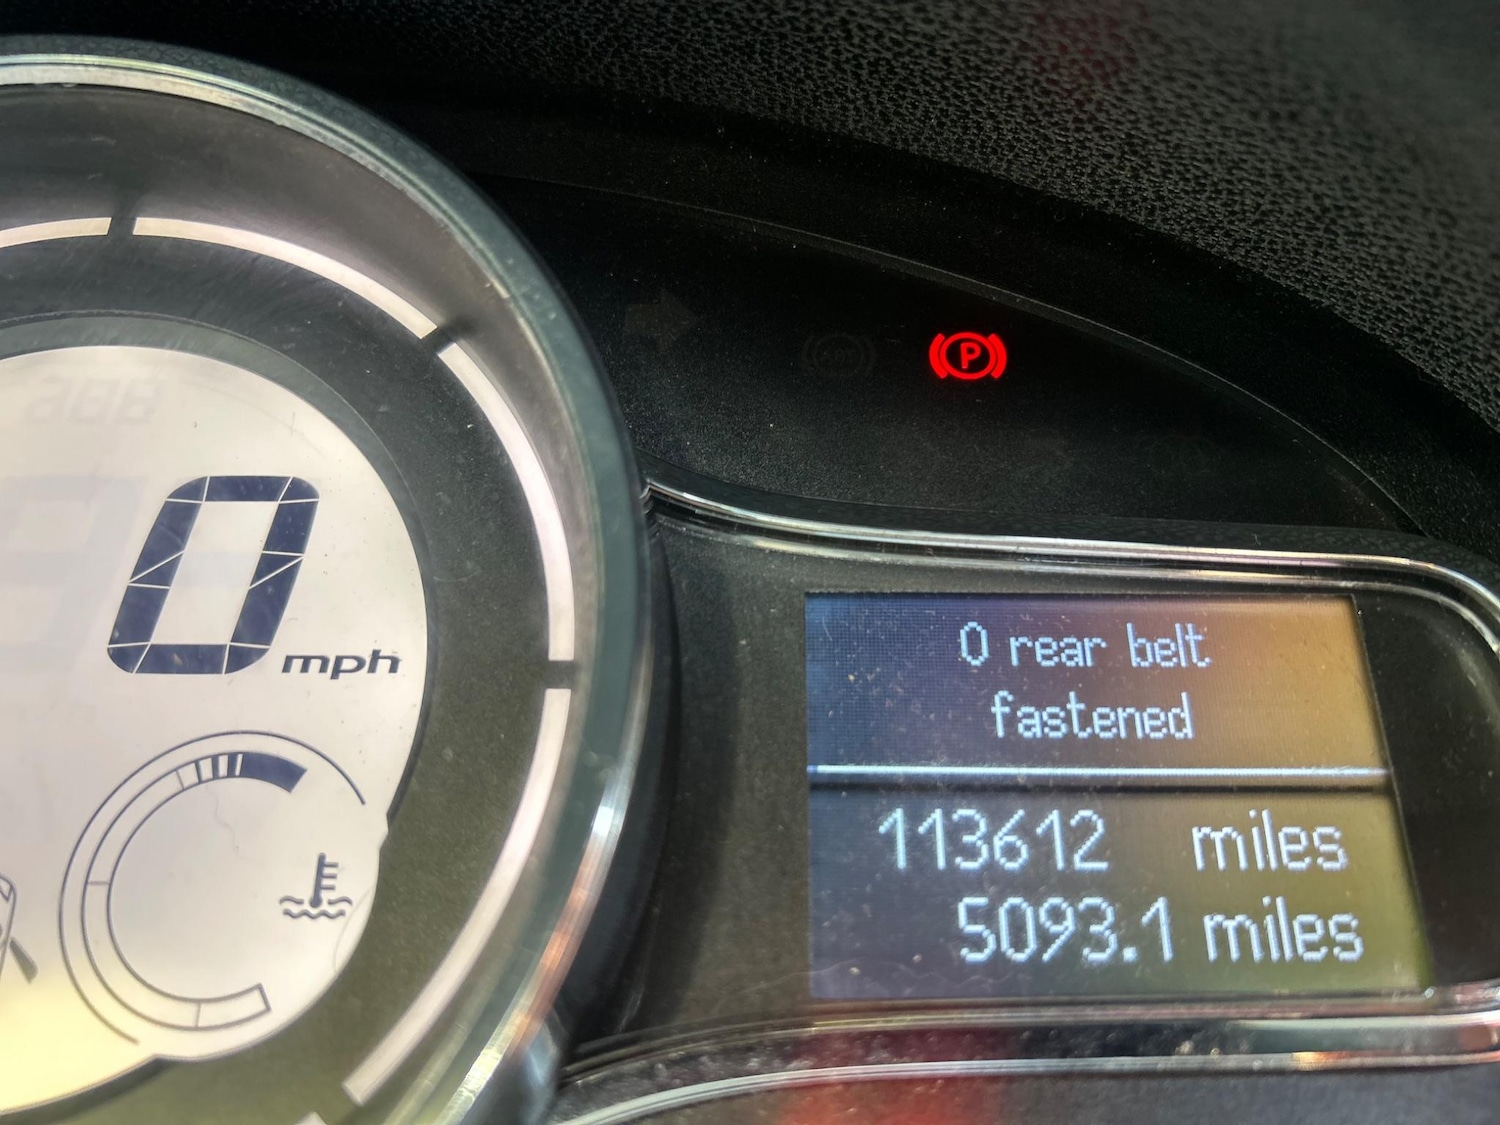 P
0 mph
0 rear belt
fastened
113612 miles
5093.1 miles